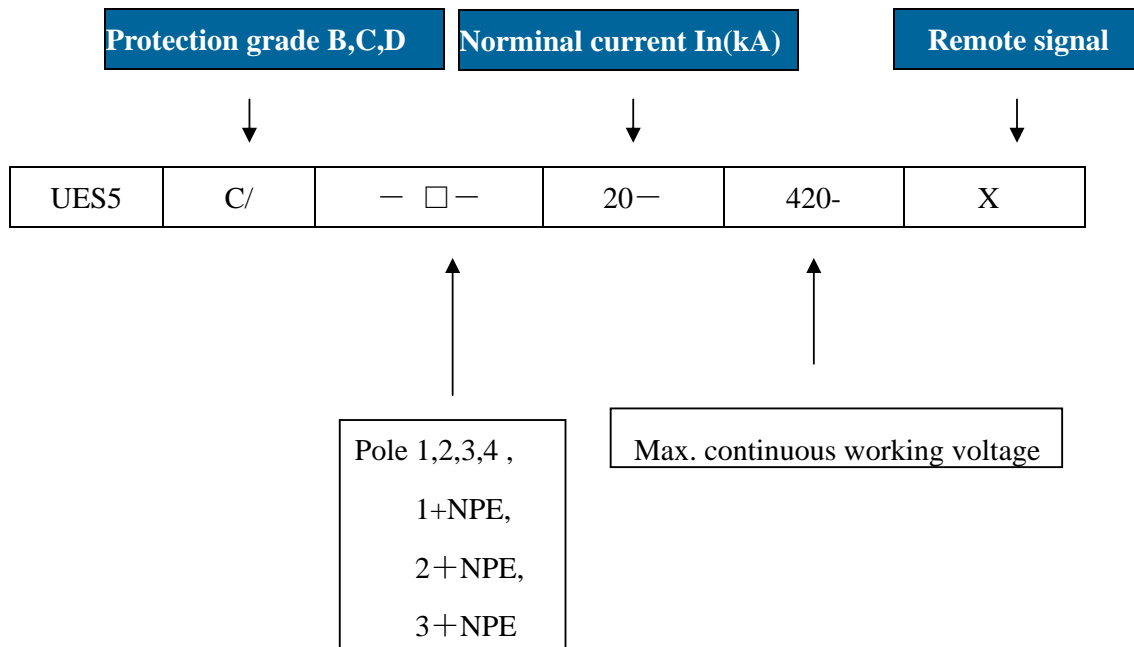 Protection grade B,C,D
Norminal current In(kA)
Remote signal
UES5 C/ － □－ 20－ 420- X
Pole 1,2,3,4 ,
1+NPE,
2＋NPE,
3＋NPE
Max. continuous working voltage